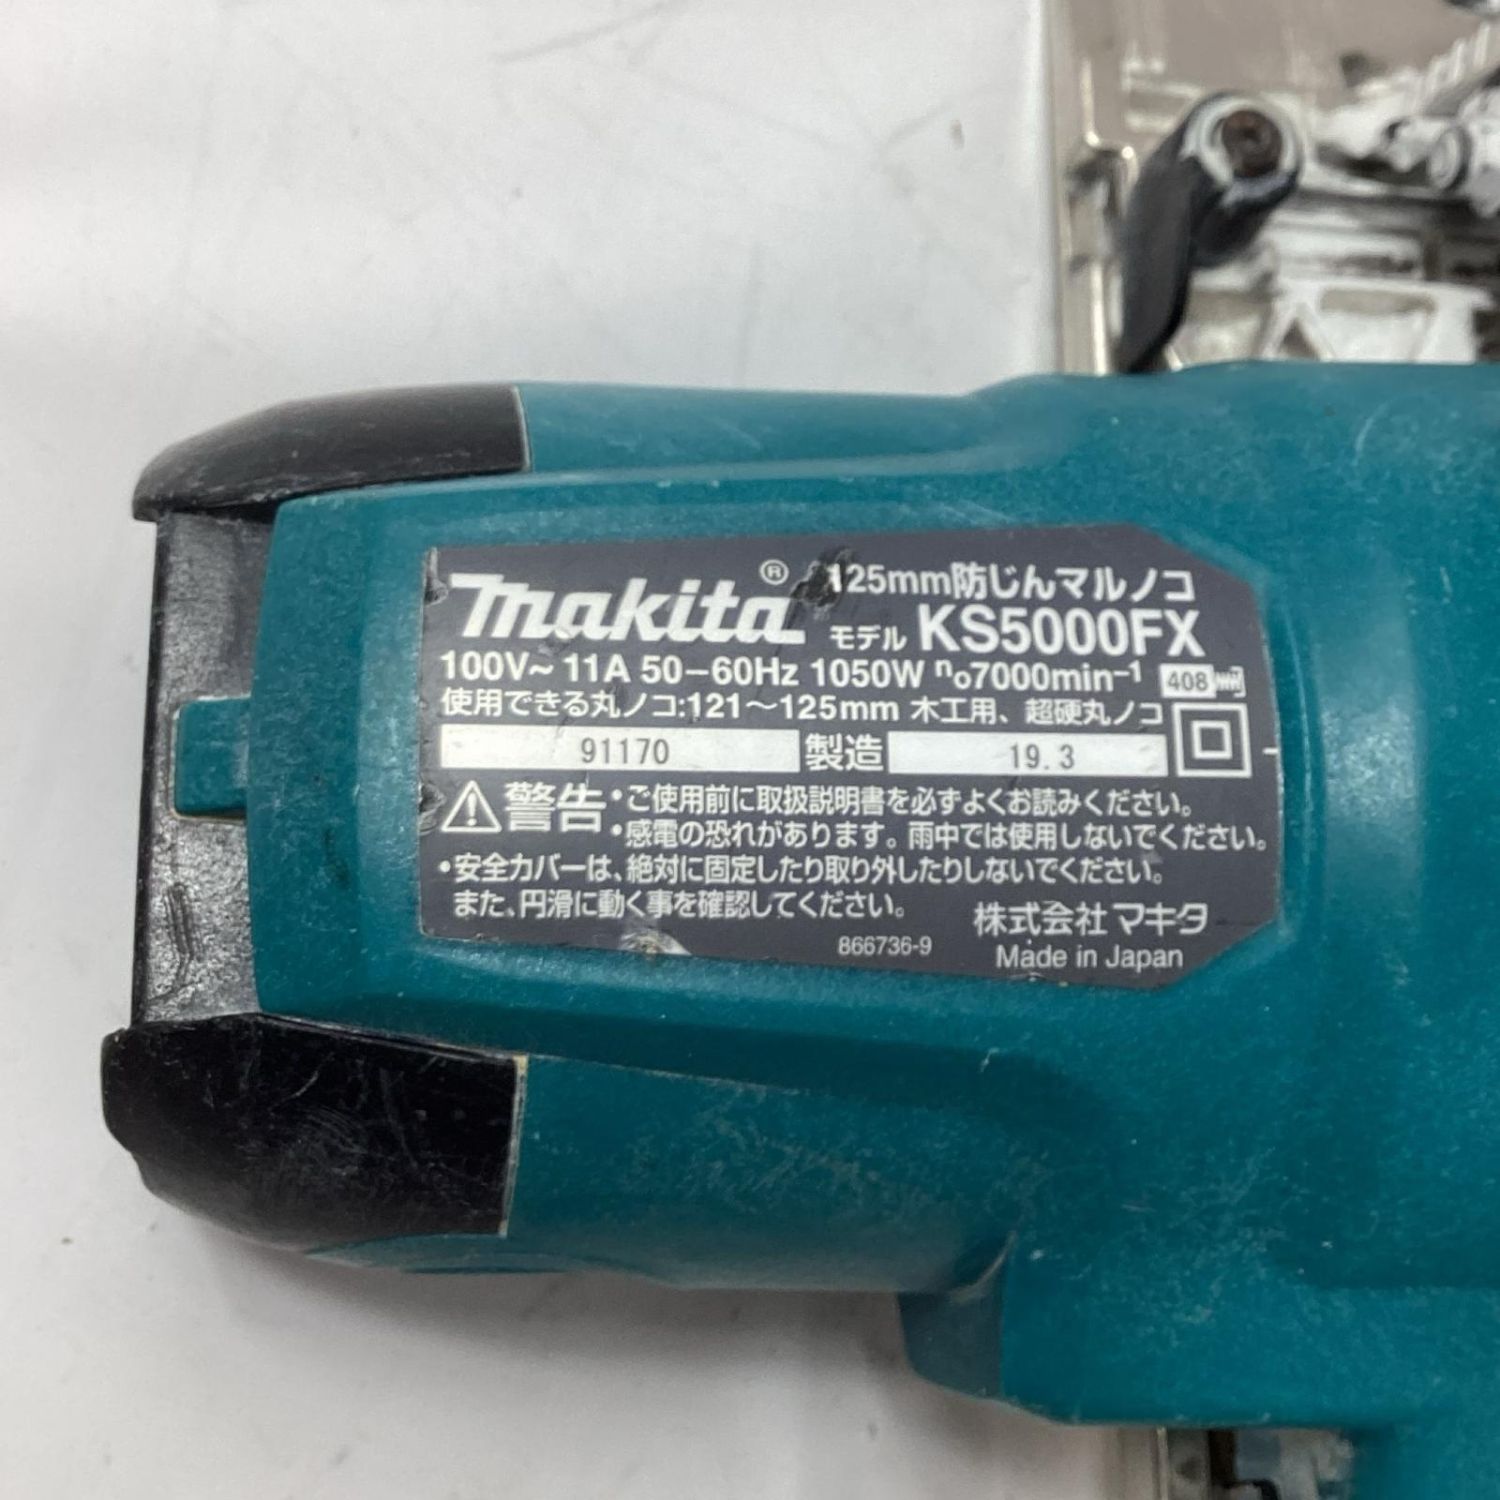 makita® 125mm防じんマルノコ
モデル KS5000FX
100V~ 11A 50-60Hz 1050W n₀7000min⁻¹ 408
使用できる丸ノコ:121~125mm 木工用、超硬丸ノコ
91170 製造 19.3
警告 •ご使用前に取扱説明書を必ずよくお読みください。
•感電の恐れがあります。雨中では使用しないでください。
•安全カバーは、絶対に固定したり取り外したりしないでください。
また、円滑に動く事を確認してください。
株式会社 マキタ
866736-9 Made in Japan